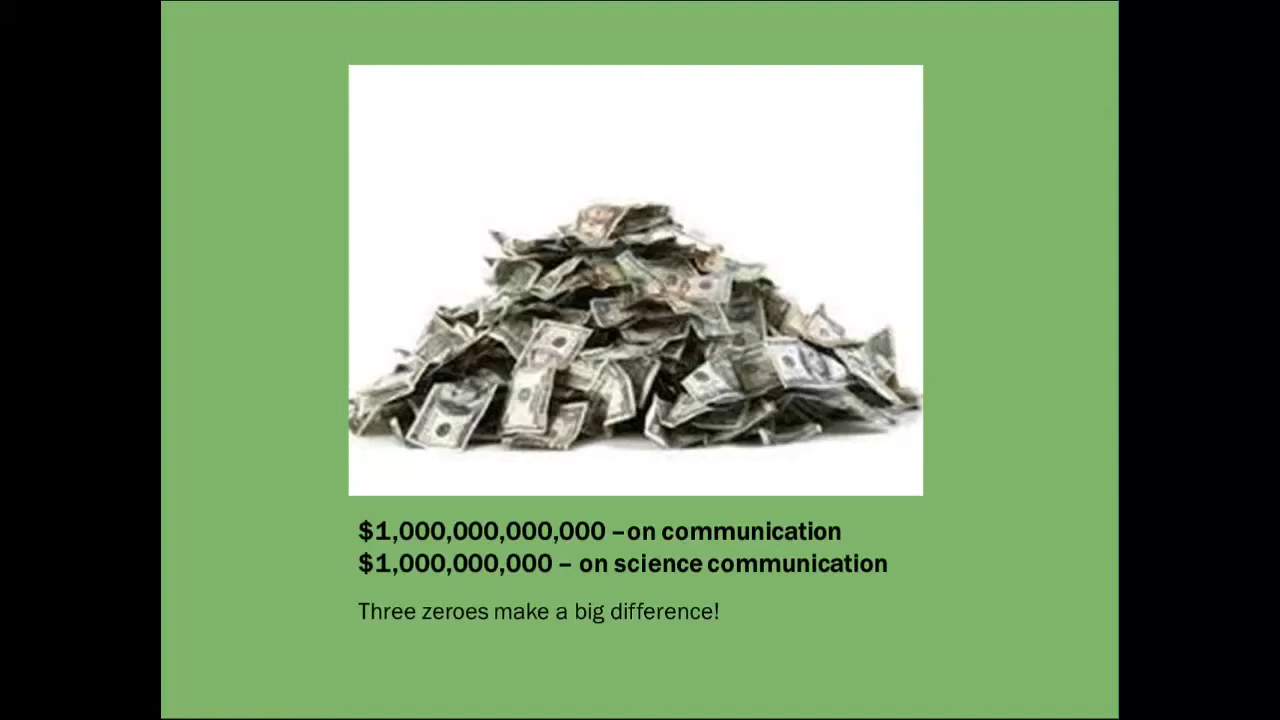 $1,000,000,000,000 –on communication
$1,000,000,000 – on science communication
Three zeroes make a big difference!